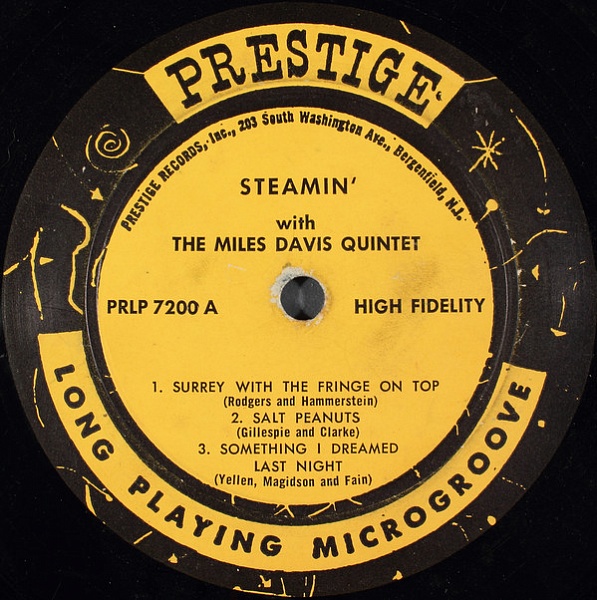 PRESTIGE
PRESTIGE RECORDS, Inc., 203 South Washington Ave., Bergenfield, N.J.
STEAMIN'
with
THE MILES DAVIS QUINTET
PRLP 7200 A
HIGH FIDELITY
1. SURREY WITH THE FRINGE ON TOP
(Rodgers and Hammerstein)
2. SALT PEANUTS
(Gillespie and Clarke)
3. SOMETHING I DREAMED
LAST NIGHT
(Yellen, Magidson and Fain)
LONG PLAYING MICROGROOVE